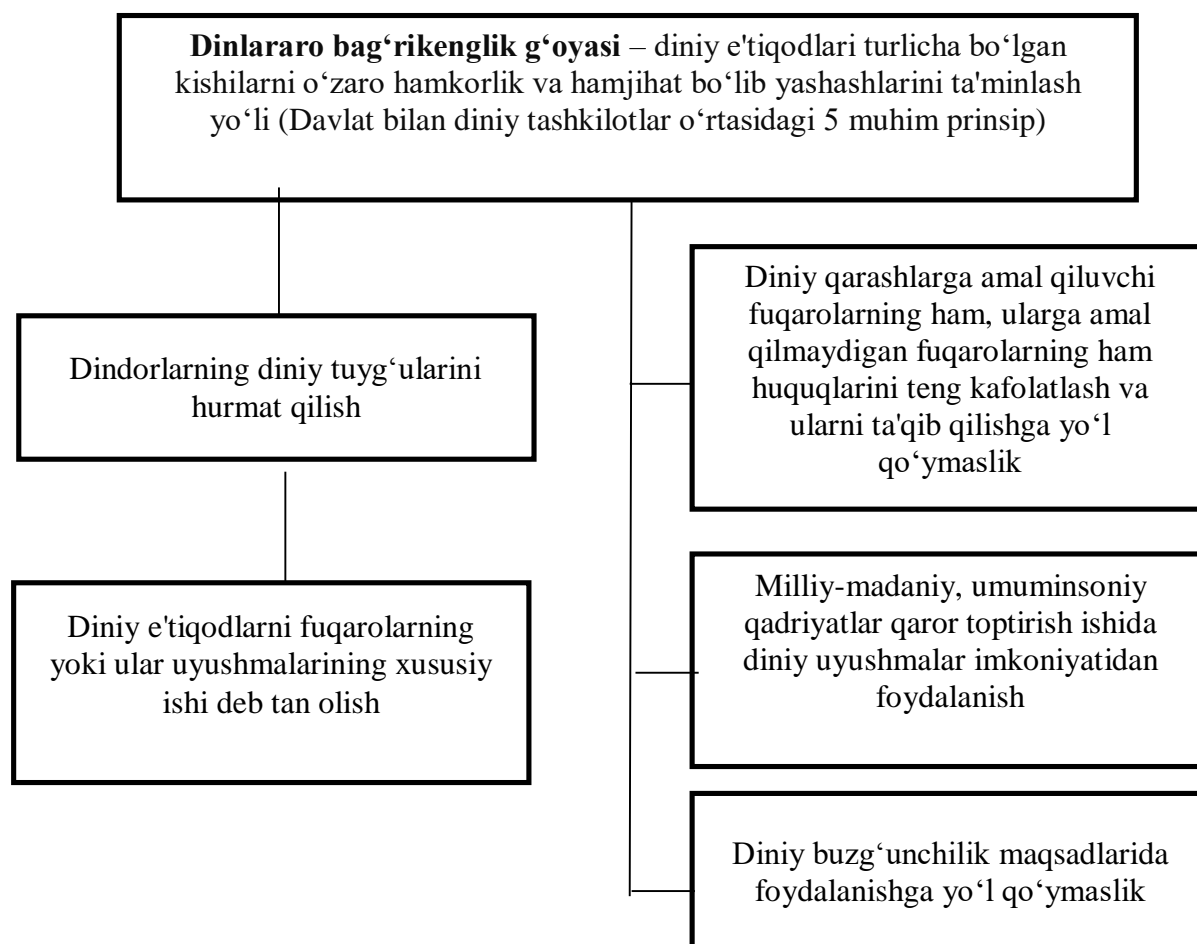 Dinlararo bag‘rikenglik g‘oyasi – diniy e'tiqodlari turlicha bo‘lgan
kishilarni o‘zaro hamkorlik va hamjihat bo‘lib yashashlarini ta'minlash
yo‘li (Davlat bilan diniy tashkilotlar o‘rtasidagi 5 muhim prinsip)
Dindorlarning diniy tuyg‘ularini
hurmat qilish
Diniy e'tiqodlarni fuqarolarning
yoki ular uyushmalarining xususiy
ishi deb tan olish
Diniy qarashlarga amal qiluvchi
fuqarolarning ham, ularga amal
qilmaydigan fuqarolarning ham
huquqlarini teng kafolatlash va
ularni ta'qib qilishga yo‘l
qo‘ymaslik
Milliy-madaniy, umuminsoniy
qadriyatlar qaror toptirish ishida
diniy uyushmalar imkoniyatidan
foydalanish
Diniy buzg‘unchilik maqsadlarida
foydalanishga yo‘l qo‘ymaslik